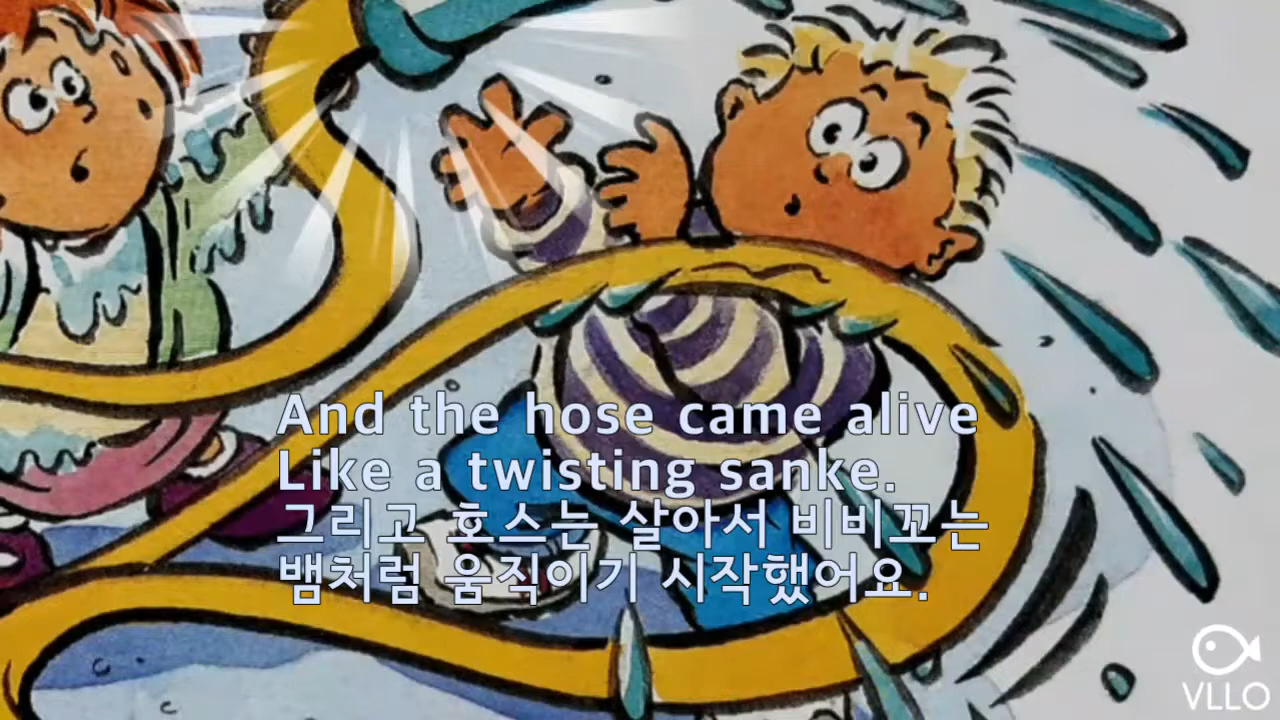 And the hose came alive
Like a twisting sanke.
그리고 호스는 살아서 비비꼬는
뱀처럼 움직이기 시작했어요.
VLLO